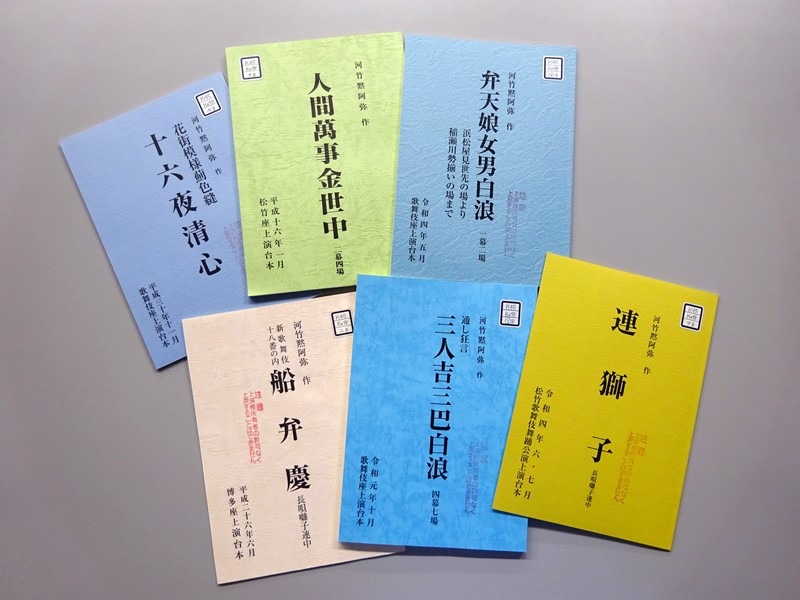 河竹黙阿弥 作
花街模様薊色縫
十六夜清心
平成三十年十一月
歌舞伎座上演台本
河竹黙阿弥 作
人間萬事金世中
二幕四場
平成十六年一月
松竹座上演台本
河竹黙阿弥 作
弁天娘女男白浪
浜松屋見世先の場より
稲瀬川勢揃いの場まで
一幕二場
令和四年五月
歌舞伎座上演台本
河竹黙阿弥 作
新歌舞伎
十八番の内
船弁慶
長唄囃子連中
平成二十六年六月
博多座上演台本
河竹黙阿弥 作
通し狂言
三人吉三巴白浪
四幕七場
令和元年十月
歌舞伎座上演台本
河竹黙阿弥 作
連獅子
長唄囃子連中
令和四年六・七月
松竹歌舞伎舞踊公演上演台本